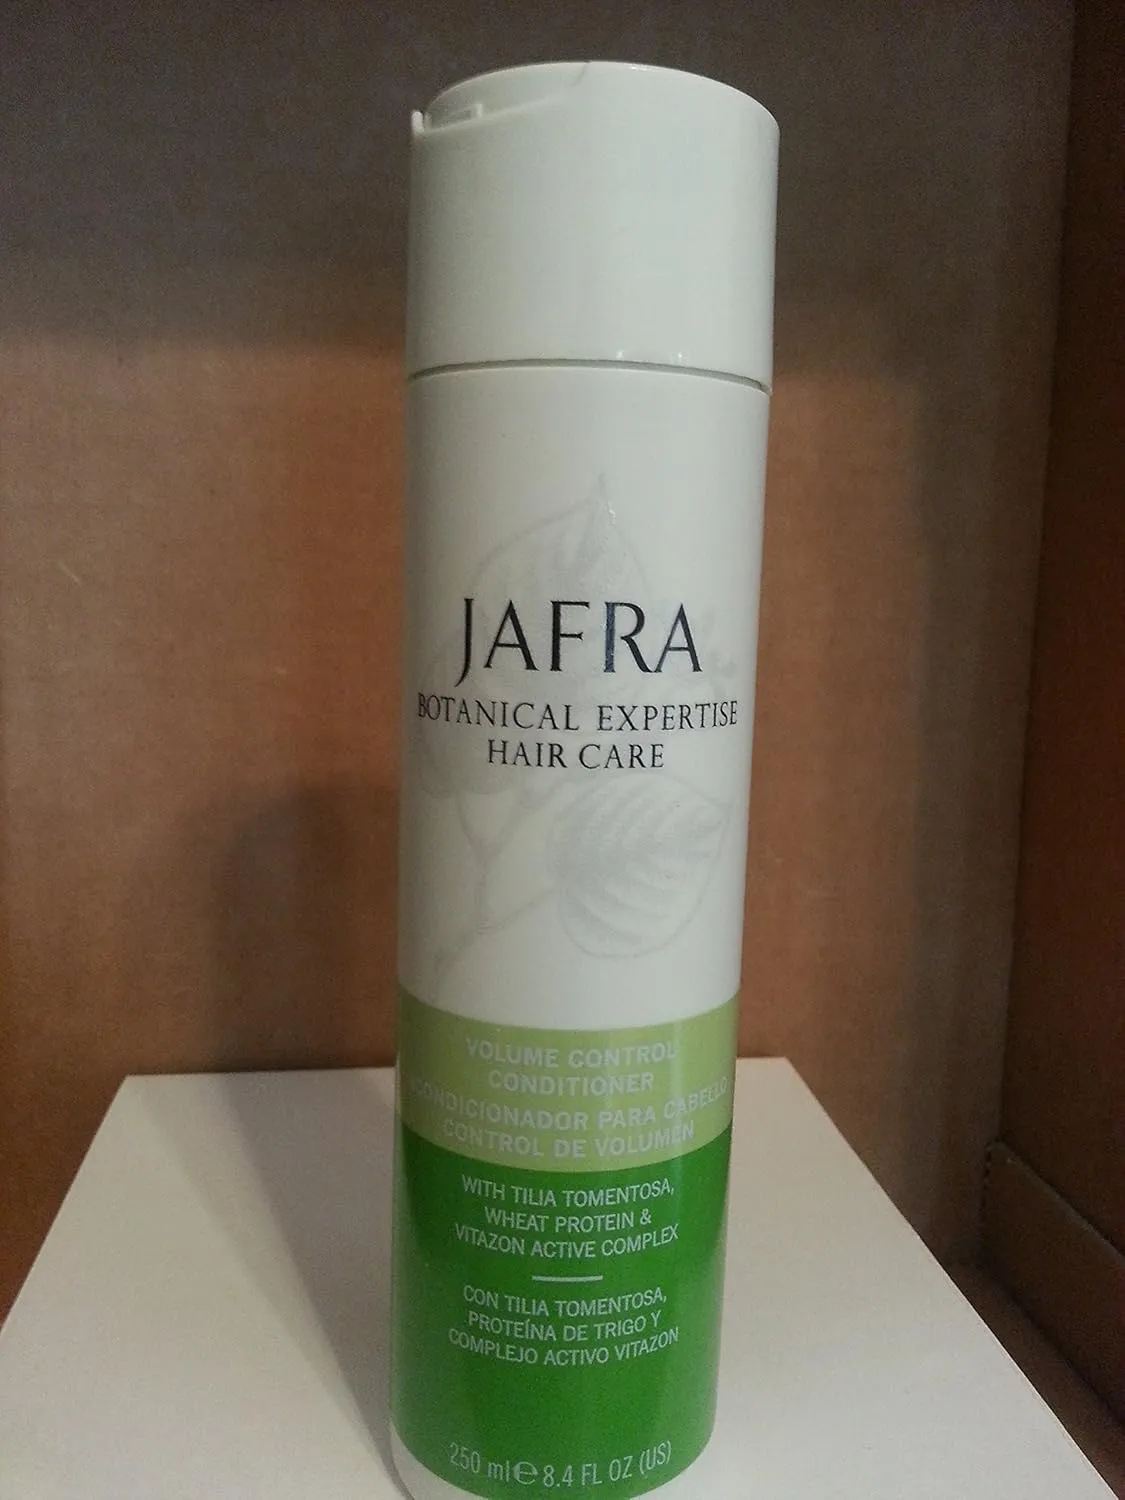 JAFRA
BOTANICAL EXPERTISE
HAIR CARE
VOLUME CONTROL
CONDITIONER
ACONDICIONADOR PARA CABELLO
CONTROL DE VOLUMEN
WITH TILIA TOMENTOSA,
WHEAT PROTEIN &
VITAZON ACTIVE COMPLEX
CON TILIA TOMENTOSA,
PROTEÍNA DE TRIGO Y
COMPLEJO ACTIVO VITAZON
250 ml e 8.4 FL OZ (US)